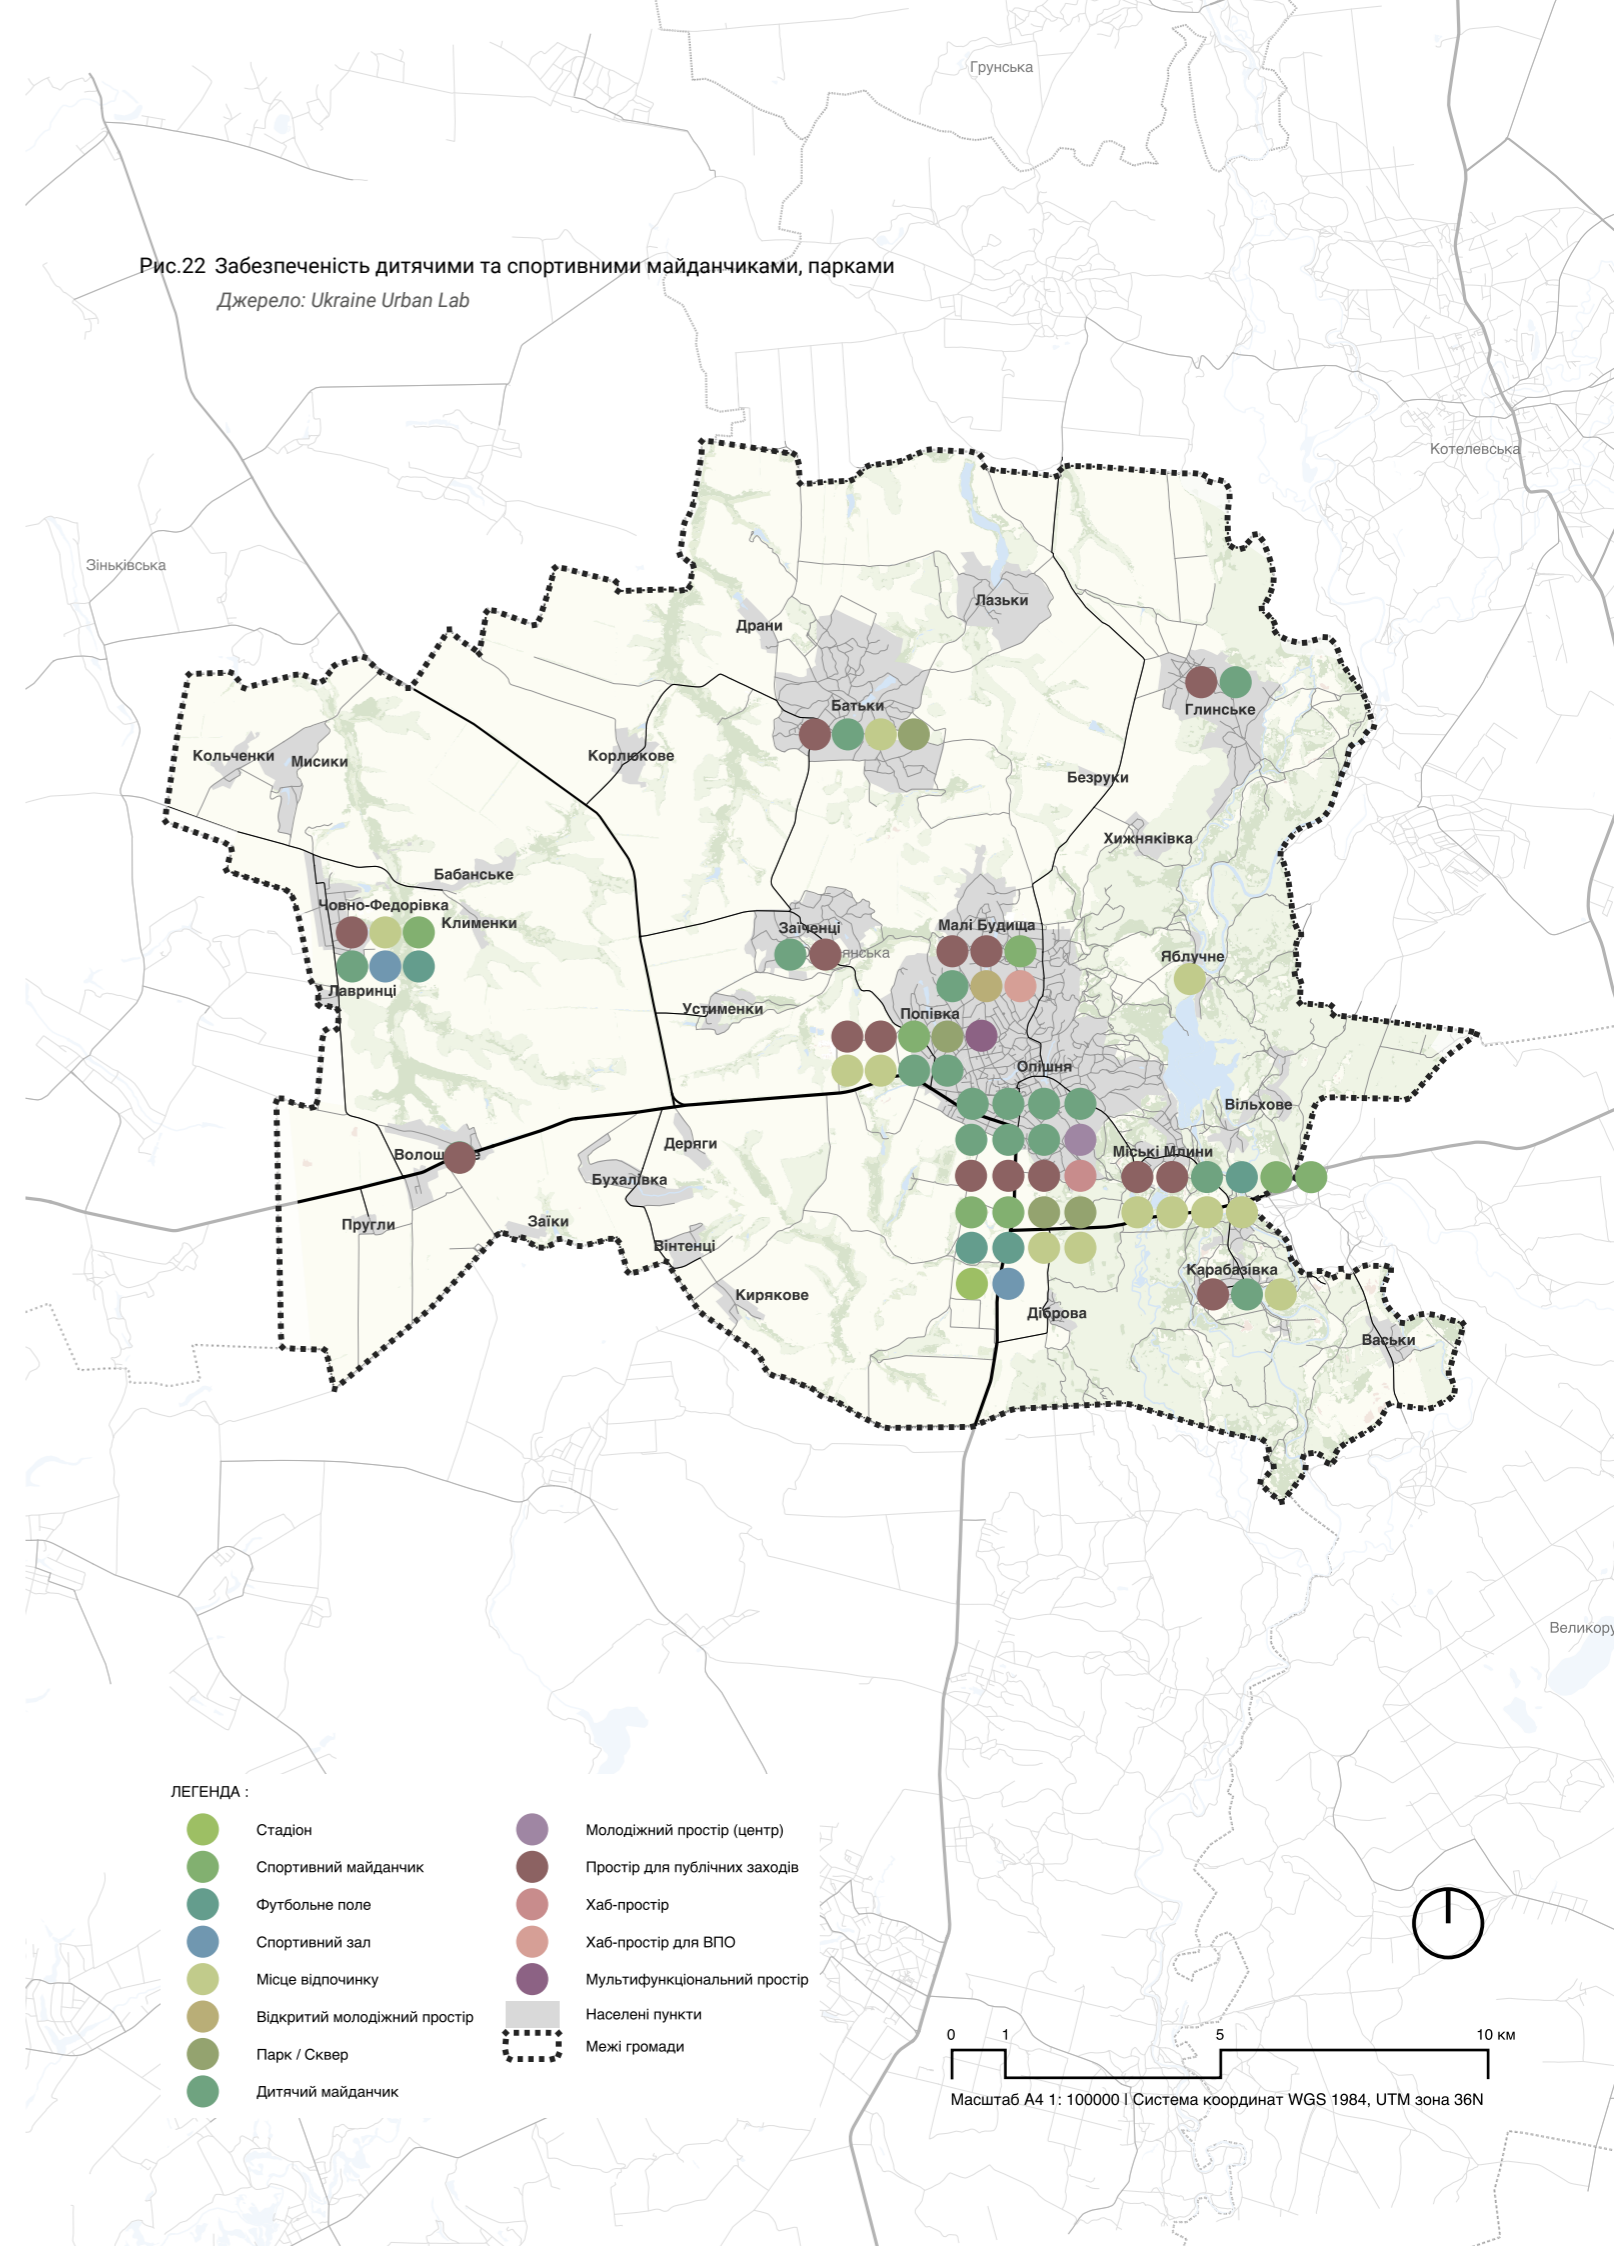 Грунська
Рис.22 Забезпеченість дитячими та спортивними майданчиками, парками
Джерело: Ukraine Urban Lab
Котелевська
Зіньківська
Лазьки
Драни
Батьки
Глинське
Кольченки
Мисики
Корлюкове
Безруки
Хижняківка
Бабанське
Човно-Федорівка
Клименки
Заїченці
Малі Будища
Яблучне
Лавринці
Устименки
Попівка
Опішня
Вільхове
Деряги
Міські Млини
Бухалівка
Пругли
Заїки
Вінтенці
Карабазівка
Кирякове
Діброва
Васьки
Великору
ЛЕГЕНДА :
Стадіон
Спортивний майданчик
Футбольне поле
Спортивний зал
Місце відпочинку
Відкритий молодіжний простір
Парк / Сквер
Дитячий майданчик
Молодіжний простір (центр)
Простір для публічних заходів
Хаб-простір
Хаб-простір для ВПО
Мультифункціональний простір
Населені пункти
Межі громади
0 1 5 10 км
Масштаб А4 1: 100000 | Система координат WGS 1984, UTM зона 36N